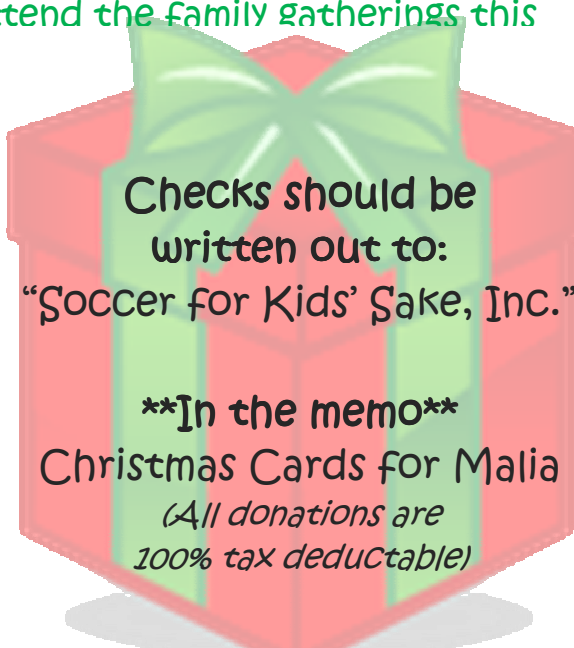 ttend the family gatherings this
Checks should be
written out to:
“Soccer for Kids’ Sake, Inc.”
**In the memo**
Christmas Cards for Malia
(All donations are
100% tax deductable)